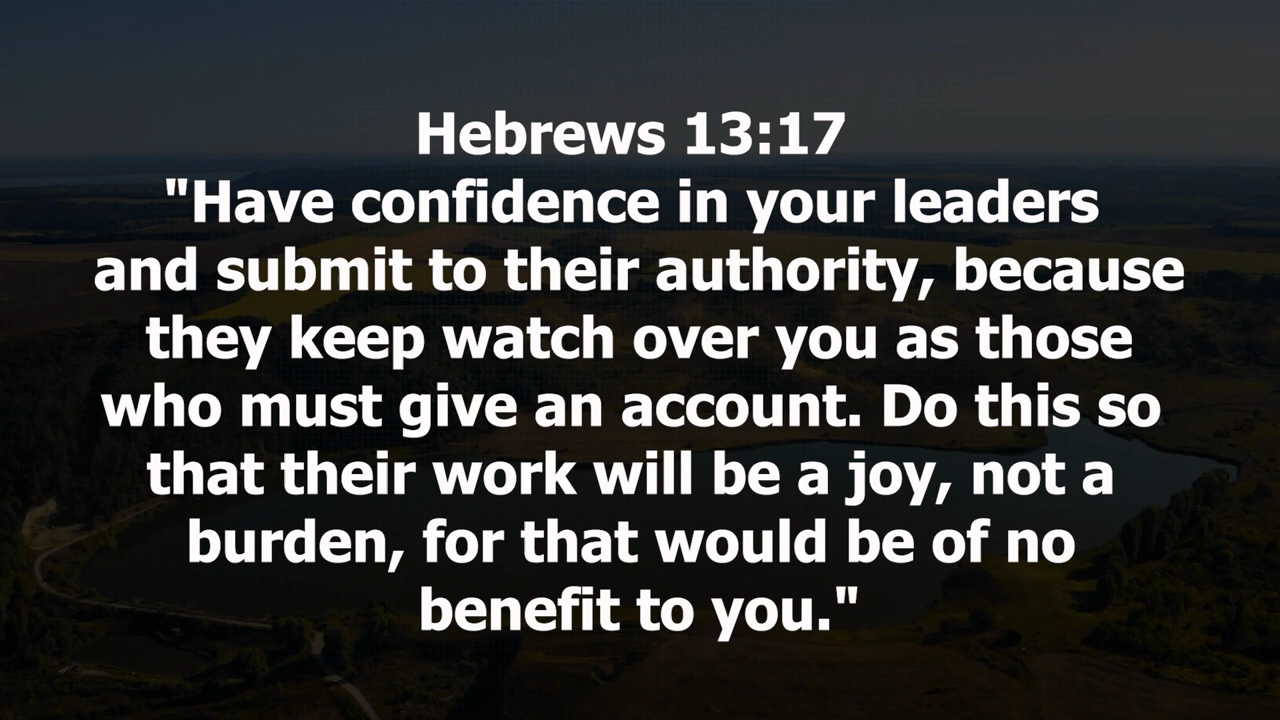 Hebrews 13:17
"Have confidence in your leaders
and submit to their authority, because
they keep watch over you as those
who must give an account. Do this so
that their work will be a joy, not a
burden, for that would be of no
benefit to you."